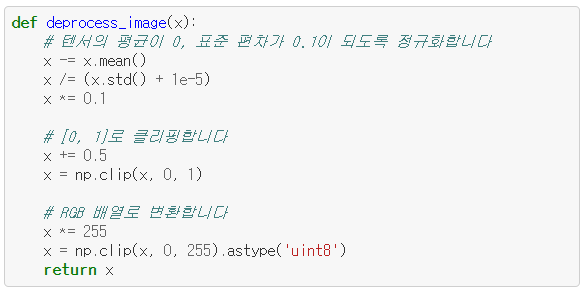 def deprocess_image(x):
    # 텐서의 평균이 0, 표준 편차가 0.1이 되도록 정규화합니다
    x -= x.mean()
    x /= (x.std() + 1e-5)
    x *= 0.1

    # [0, 1]로 클리핑합니다
    x += 0.5
    x = np.clip(x, 0, 1)

    # RGB 배열로 변환합니다
    x *= 255
    x = np.clip(x, 0, 255).astype('uint8')
    return x